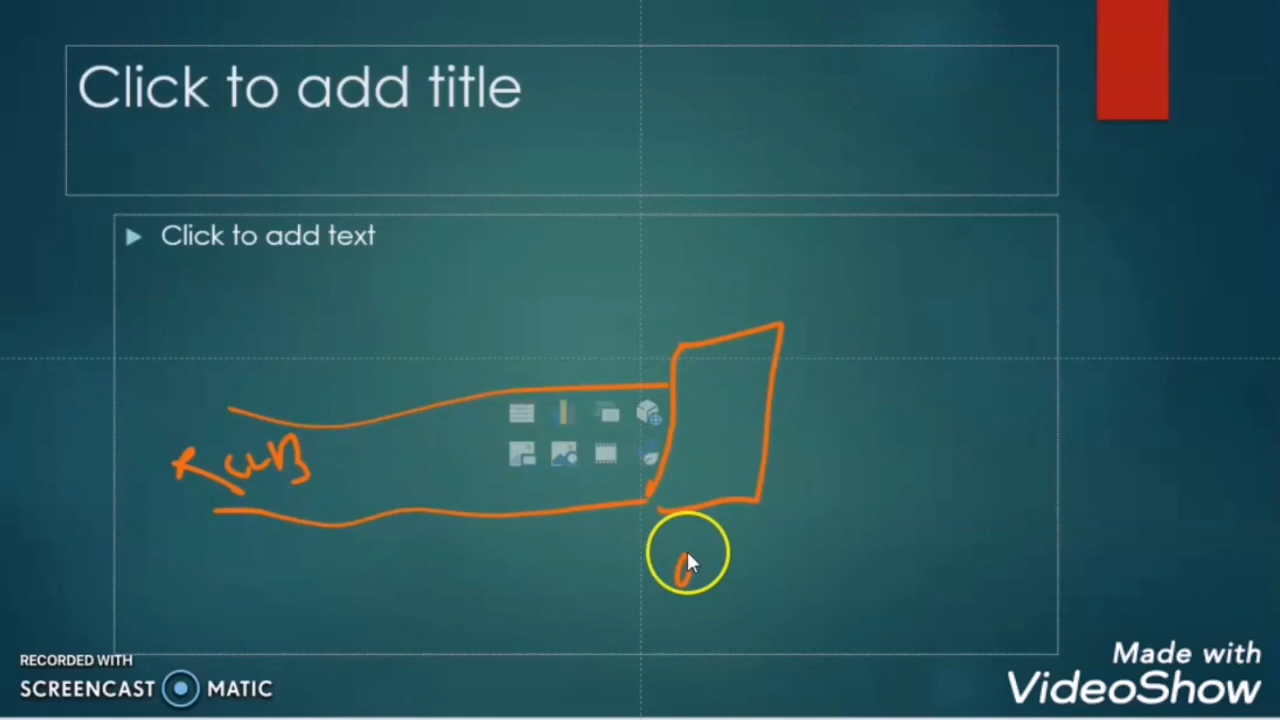 Click to add title
Click to add text
RECORDED WITH
SCREENCAST MATIC
Made with
VideoShow